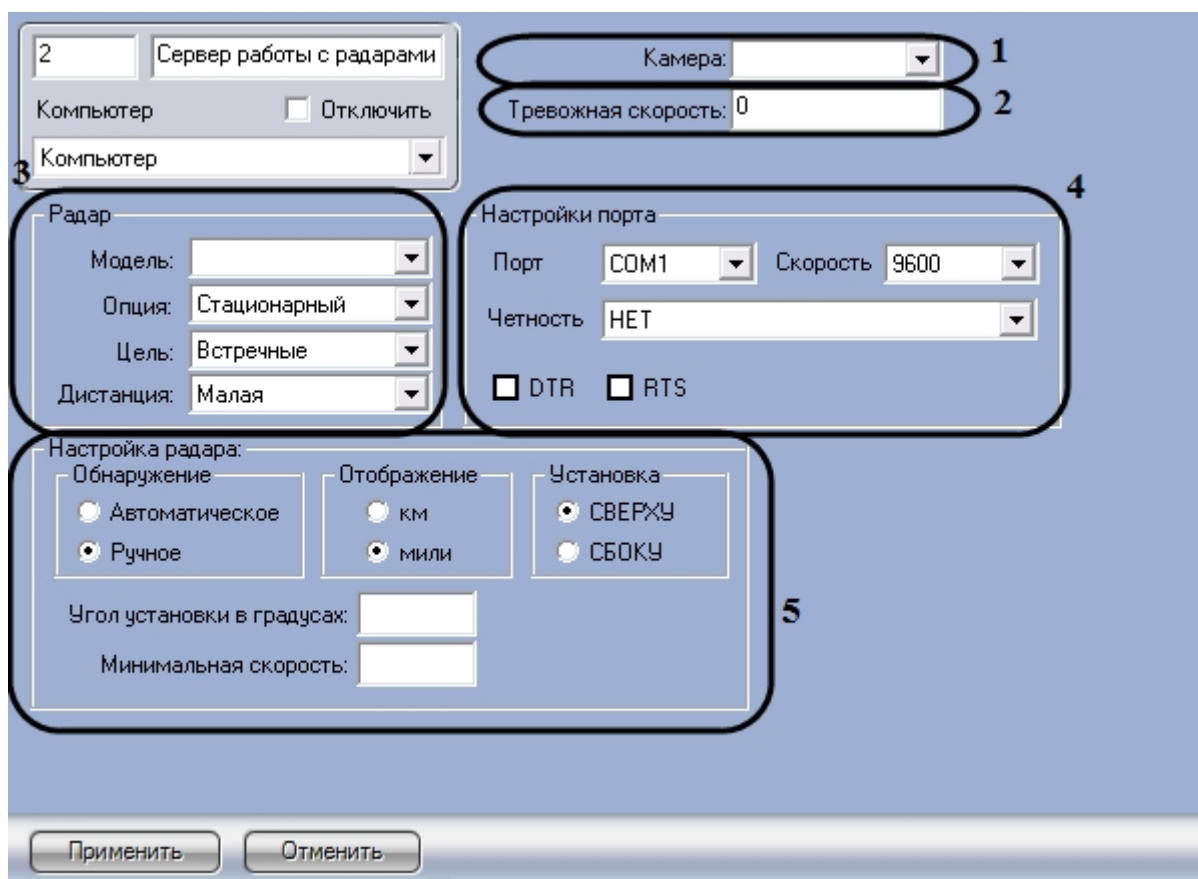 2 Сервер работы с радарами
Камера: 1
Компьютер Отключить
Тревожная скорость: 0 2
Компьютер
3
4
Радар
Модель:
Опция: Стационарный
Цель: Встречные
Дистанция: Малая
Настройки порта
Порт COM1 Скорость 9600
Четность НЕТ
DTR RTS
Настройка радара:
Обнаружение
Автоматическое
Ручное
Отображение
км
мили
Установка
СВЕРХУ
СБОКУ
Угол установки в градусах:
5
Минимальная скорость:
Применить Отменить